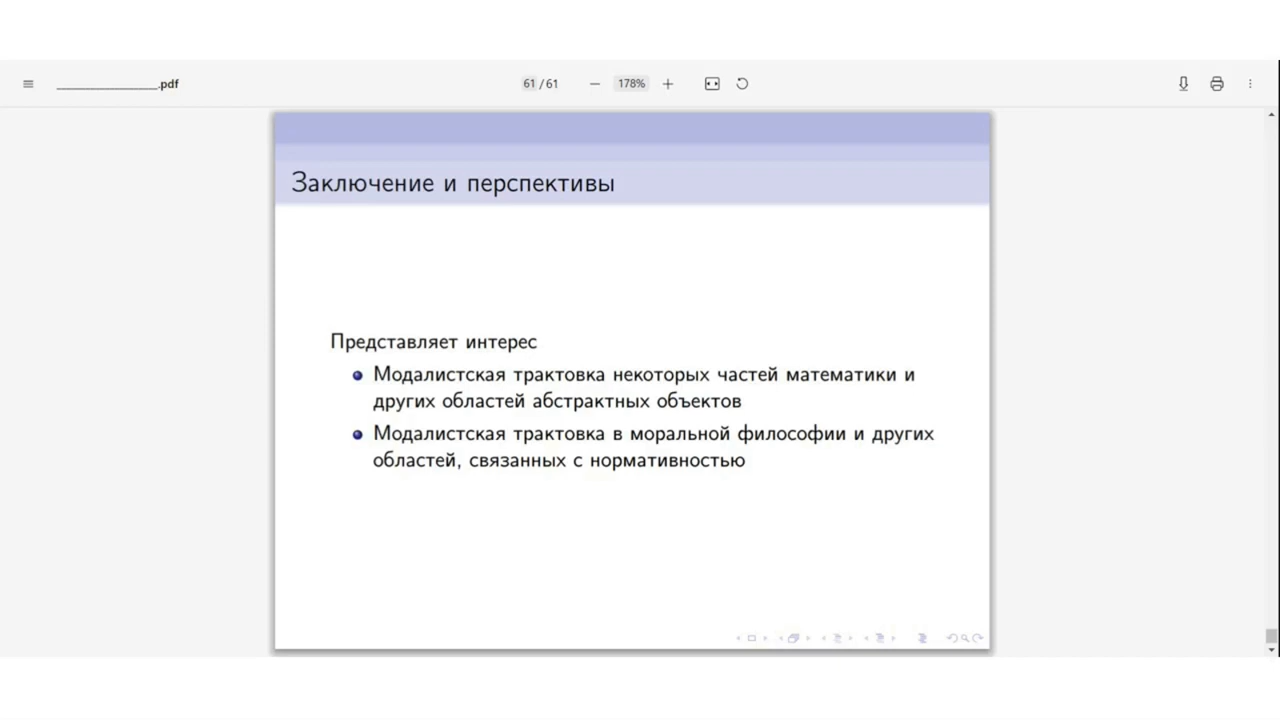 _________________.pdf
61 / 61
178%
Заключение и перспективы
Представляет интерес
Модалистская трактовка некоторых частей математики и
других областей абстрактных объектов
Модалистская трактовка в моральной философии и других
областей, связанных с нормативностью